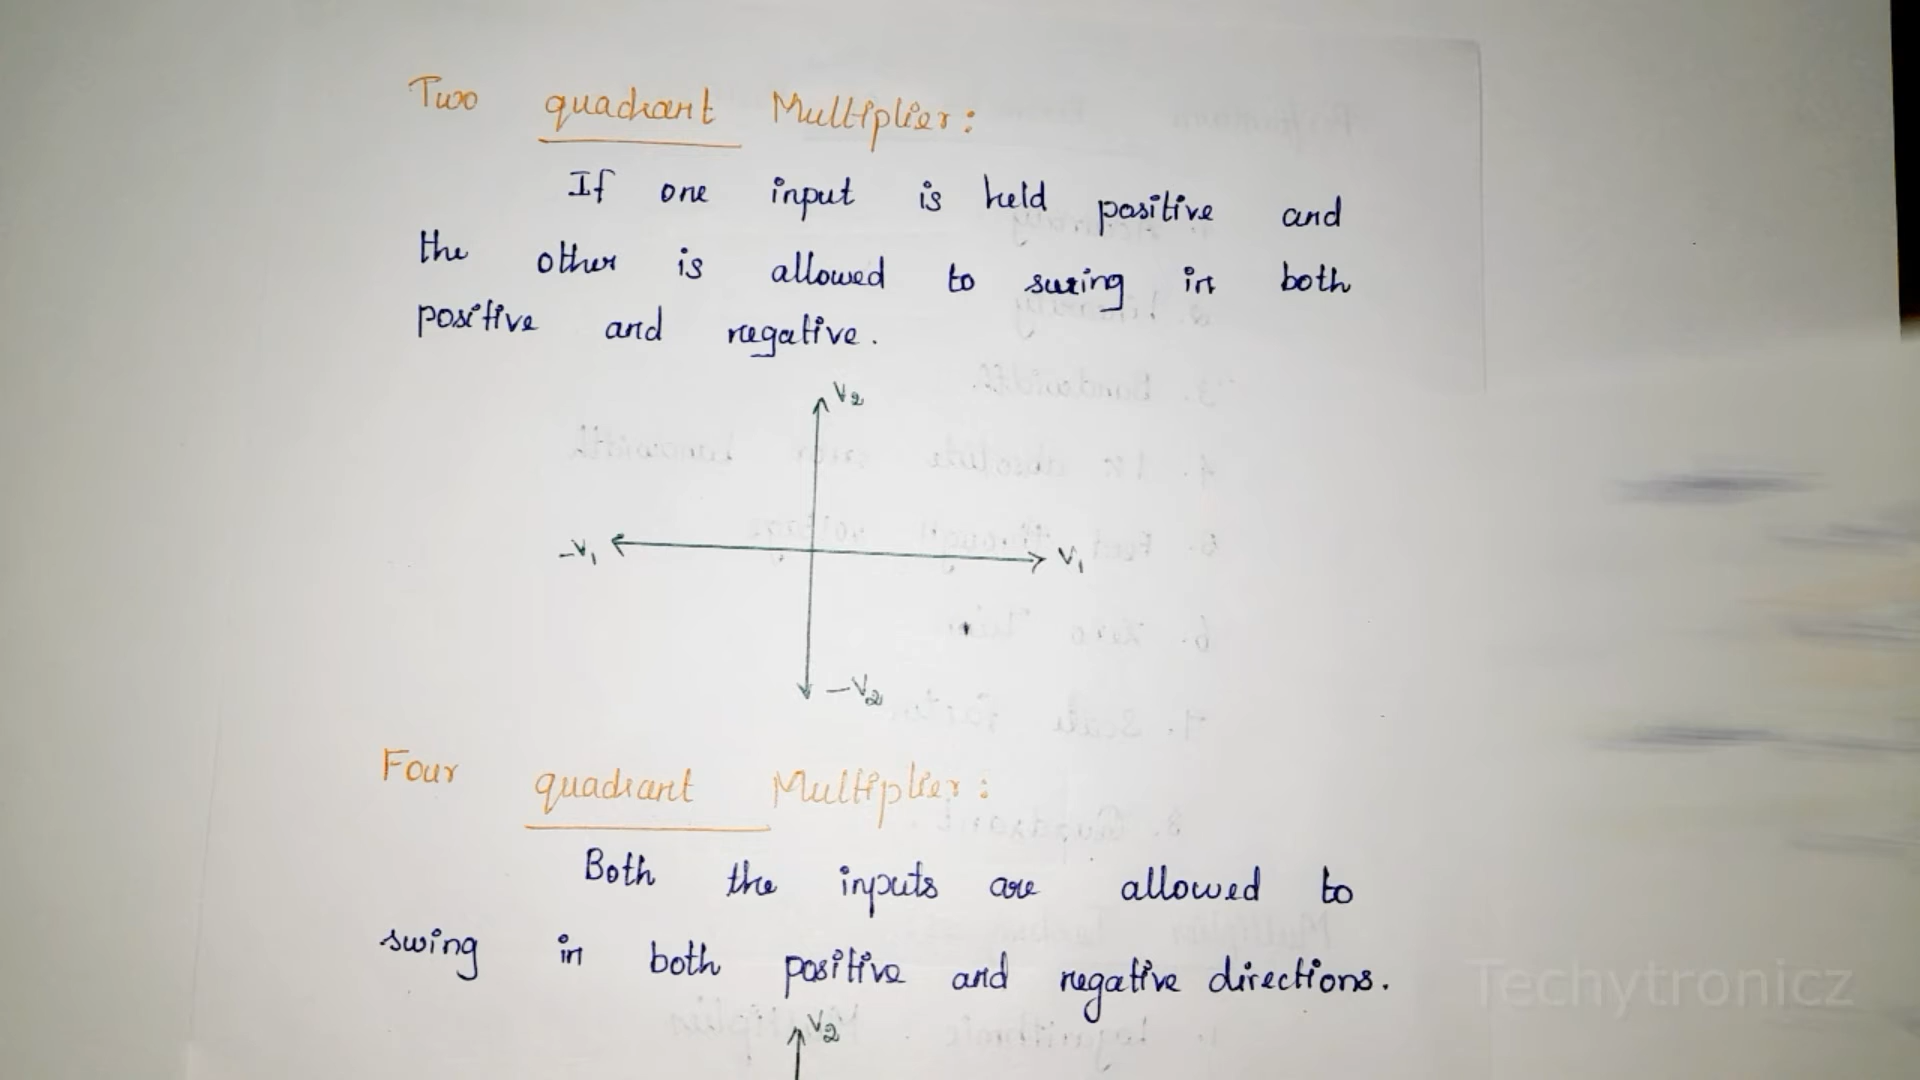 Two quadrant Multiplier:
If one input is held positive and
the other is allowed to swing in both
positive and negative.
V2
-V1
V1
-V2
Four quadrant Multiplier:
Both the inputs are allowed to
swing in both positive and negative directions.
Techytronicz
V2